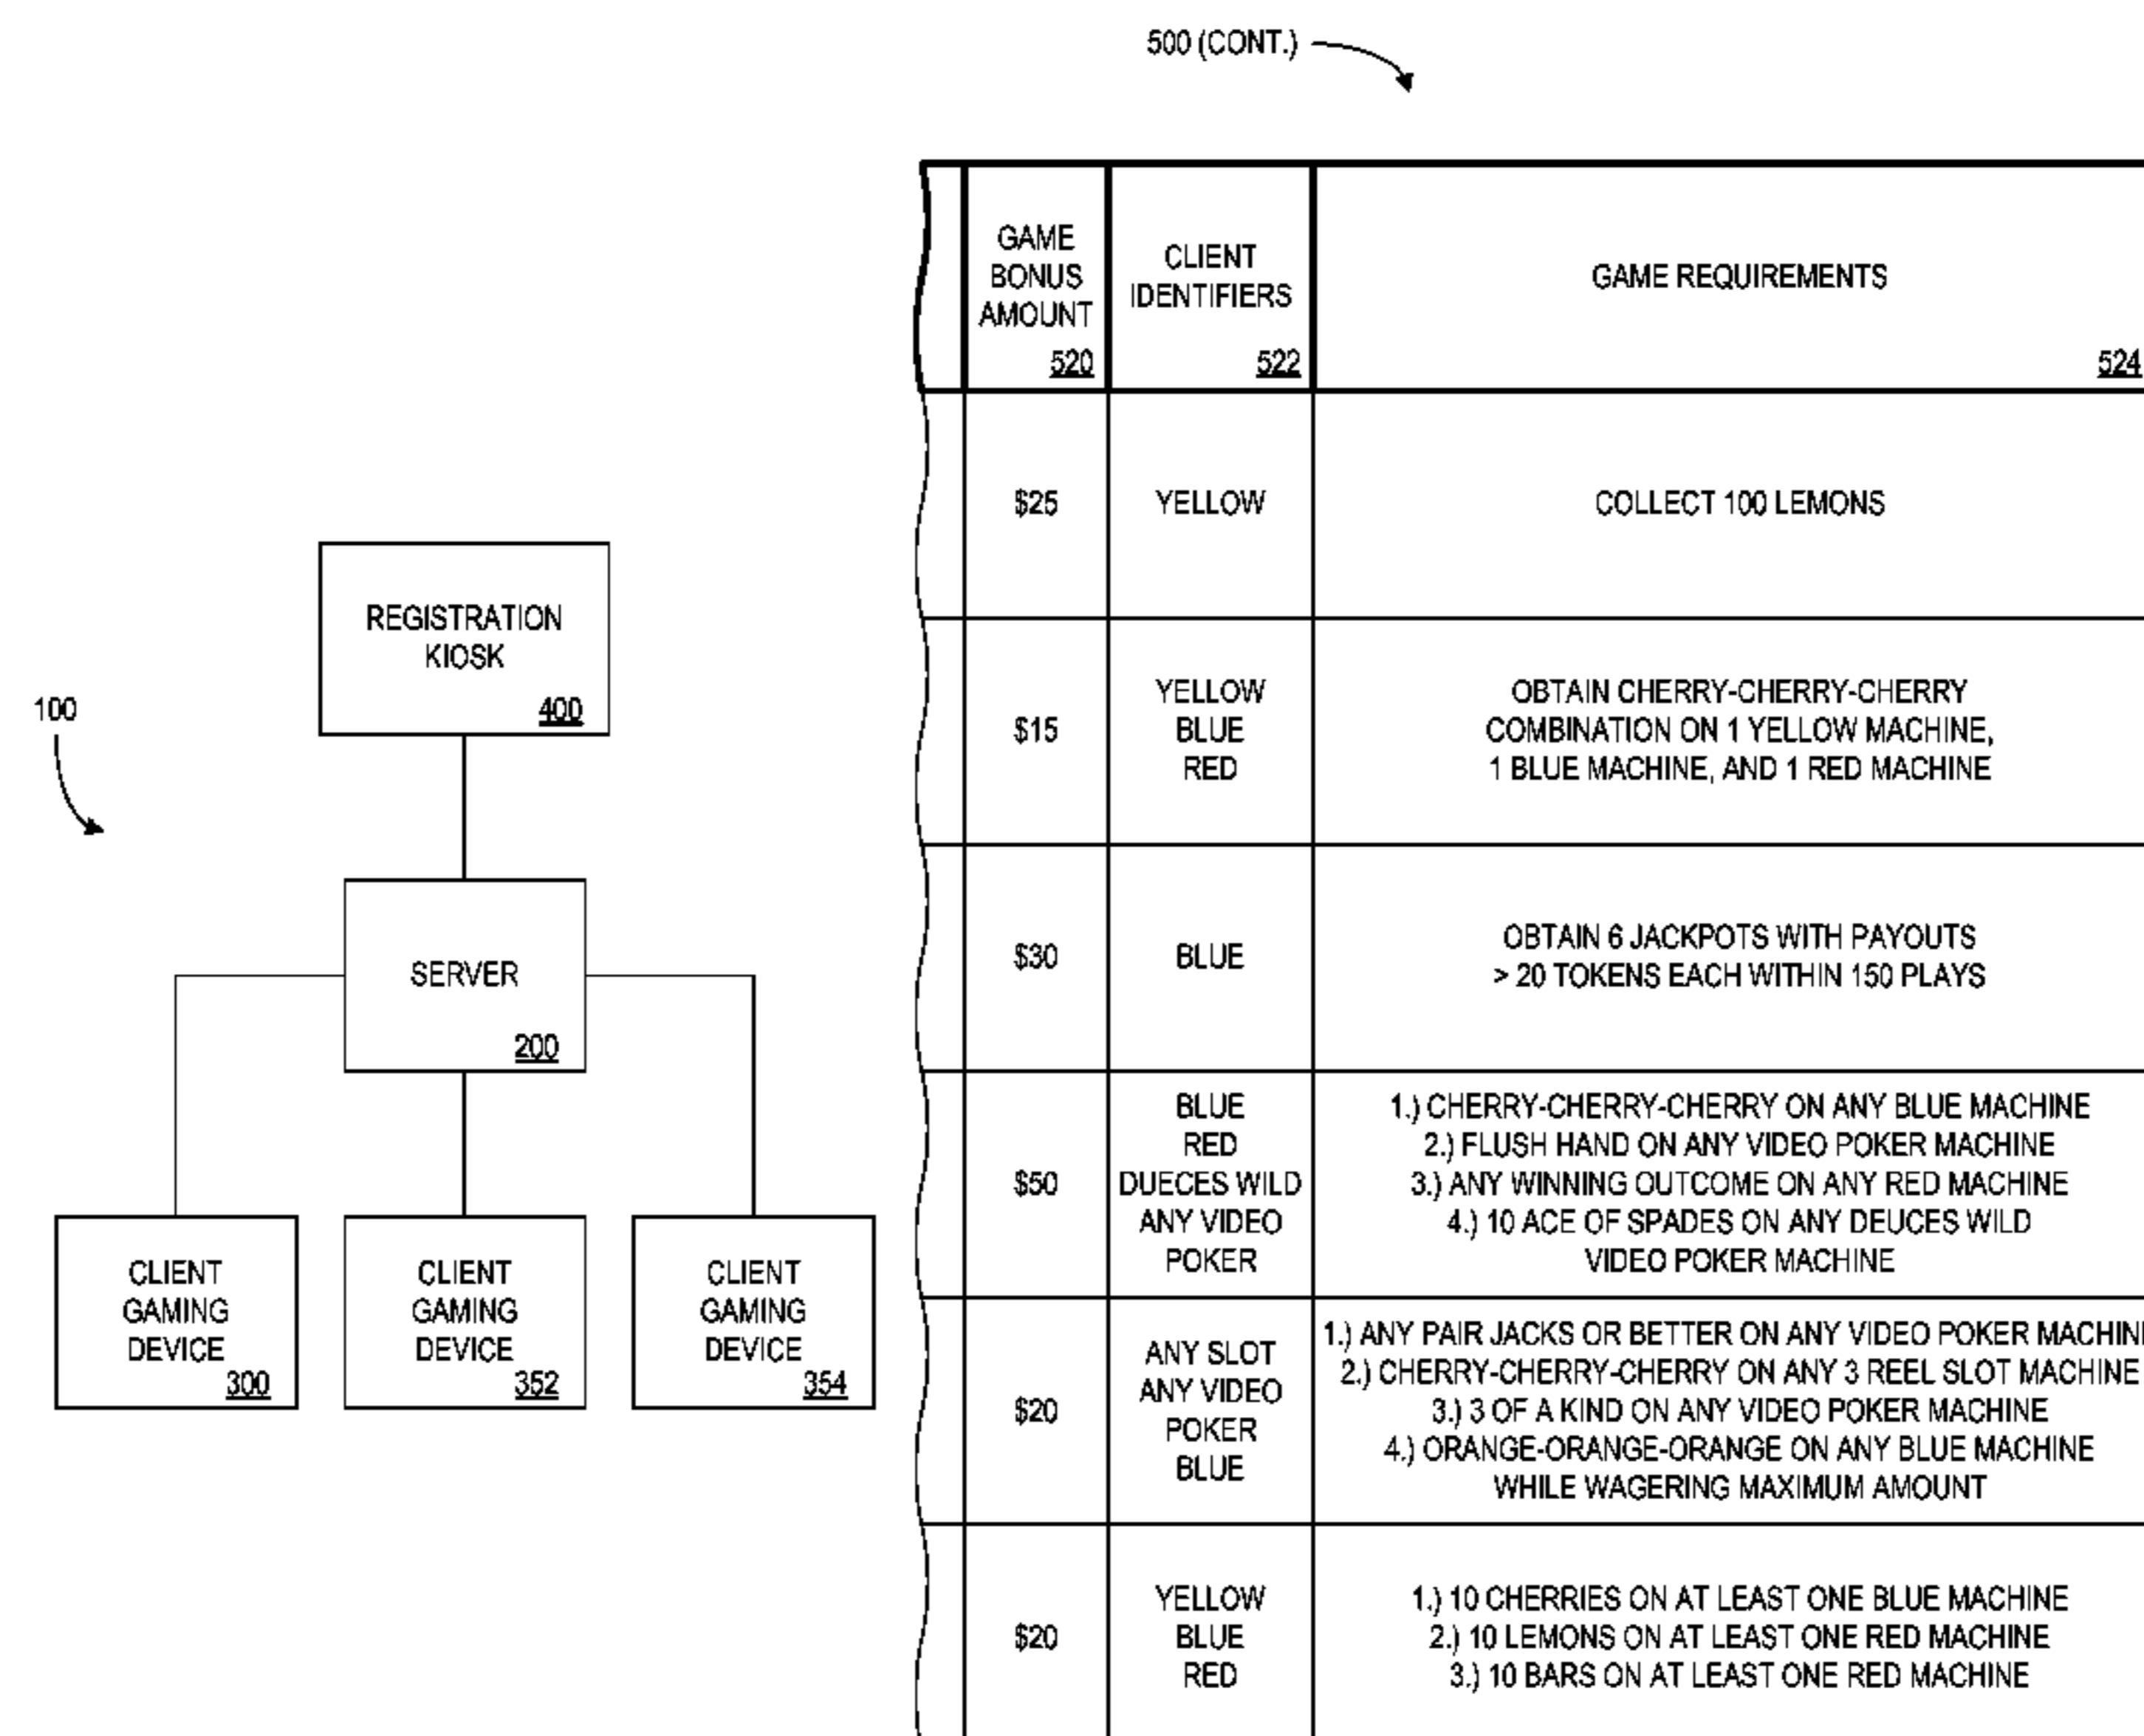 500 (CONT.)
100
REGISTRATION
KIOSK
400
SERVER
200
CLIENT
GAMING
DEVICE
300
CLIENT
GAMING
DEVICE
352
CLIENT
GAMING
DEVICE
354
GAME
BONUS
AMOUNT
520
CLIENT
IDENTIFIERS
522
GAME REQUIREMENTS
524
$25
YELLOW
COLLECT 100 LEMONS
$15
YELLOW
BLUE
RED
OBTAIN CHERRY-CHERRY-CHERRY
COMBINATION ON 1 YELLOW MACHINE,
1 BLUE MACHINE, AND 1 RED MACHINE
$30
BLUE
OBTAIN 6 JACKPOTS WITH PAYOUTS
> 20 TOKENS EACH WITHIN 150 PLAYS
$50
BLUE
RED
DUECES WILD
ANY VIDEO
POKER
1.) CHERRY-CHERRY-CHERRY ON ANY BLUE MACHINE
2.) FLUSH HAND ON ANY VIDEO POKER MACHINE
3.) ANY WINNING OUTCOME ON ANY RED MACHINE
4.) 10 ACE OF SPADES ON ANY DEUCES WILD
VIDEO POKER MACHINE
$20
ANY SLOT
ANY VIDEO
POKER
BLUE
1.) ANY PAIR JACKS OR BETTER ON ANY VIDEO POKER MACHINE
2.) CHERRY-CHERRY-CHERRY ON ANY 3 REEL SLOT MACHINE
3.) 3 OF A KIND ON ANY VIDEO POKER MACHINE
4.) ORANGE-ORANGE-ORANGE ON ANY BLUE MACHINE
WHILE WAGERING MAXIMUM AMOUNT
$20
YELLOW
BLUE
RED
1.) 10 CHERRIES ON AT LEAST ONE BLUE MACHINE
2.) 10 LEMONS ON AT LEAST ONE RED MACHINE
3.) 10 BARS ON AT LEAST ONE RED MACHINE